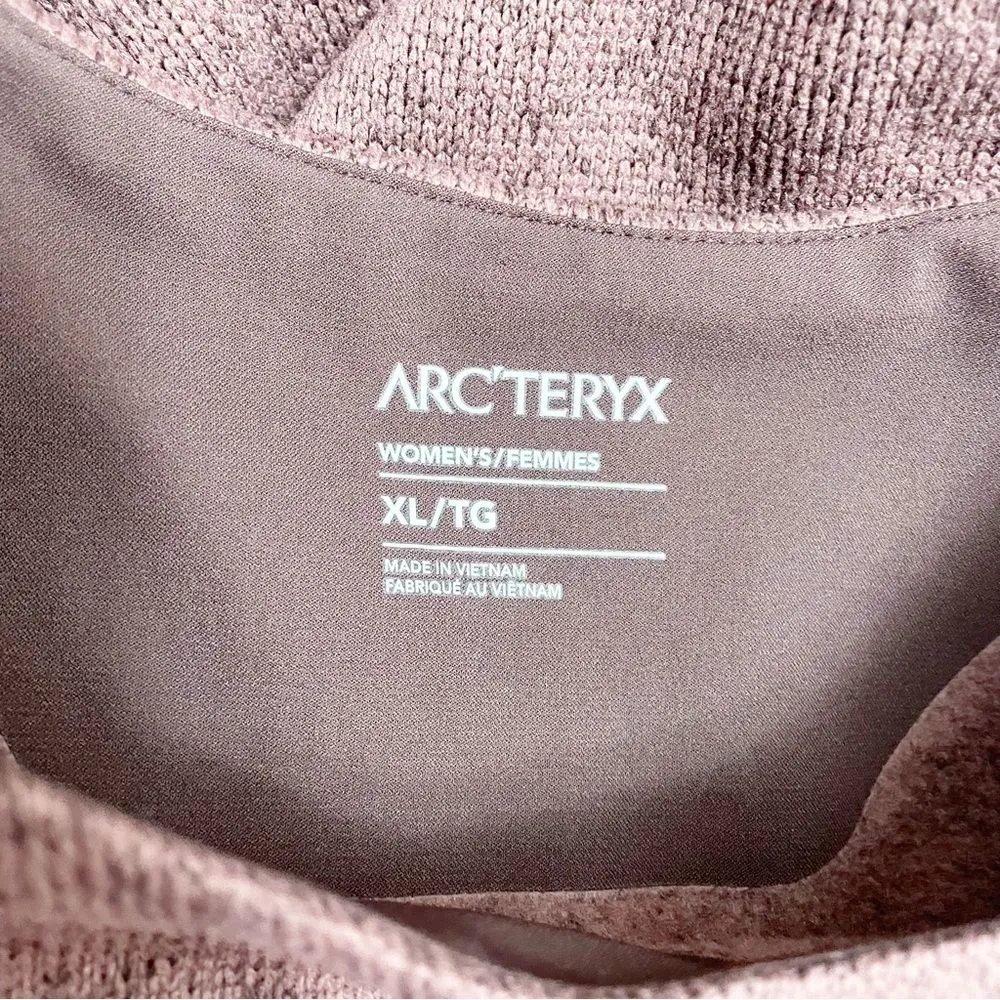 ARC'TERYX
WOMEN'S/FEMMES
XL/TG
MADE IN VIETNAM
FABRIQUÉ AU VIÊTNAM